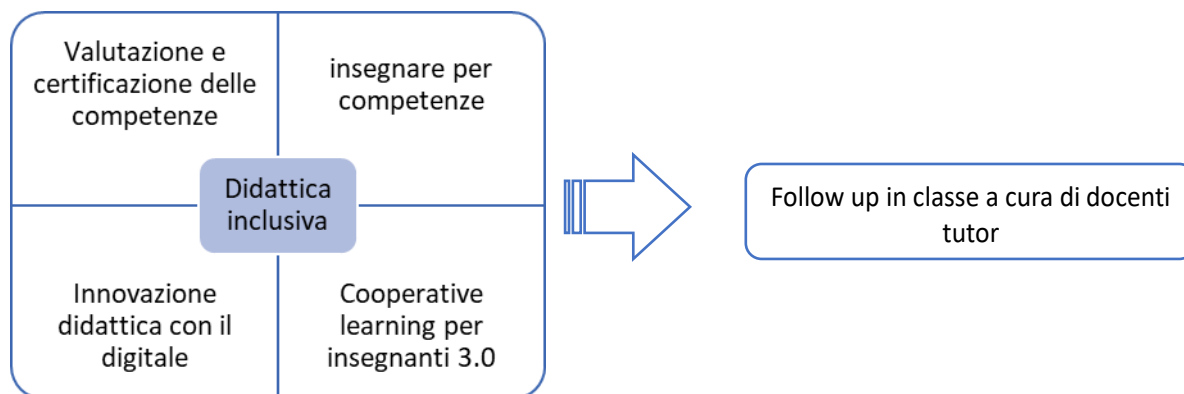 Valutazione e
certificazione delle
competenze
insegnare per
competenze
Didattica
inclusiva
Innovazione
didattica con il
digitale
Cooperative
learning per
insegnanti 3.0
Follow up in classe a cura di docenti
tutor